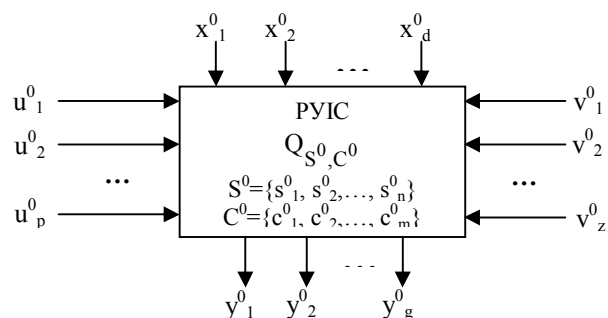 x⁰₁ x⁰₂ ... x⁰d
u⁰₁ РУІС v⁰₁
u⁰₂ Q_S⁰,C⁰ v⁰₂
... S⁰={s⁰₁, s⁰₂,..., s⁰ₙ} ...
u⁰ₚ C⁰={c⁰₁, c⁰₂,..., c⁰ₘ} v⁰z
...
y⁰₁ y⁰₂ y⁰g